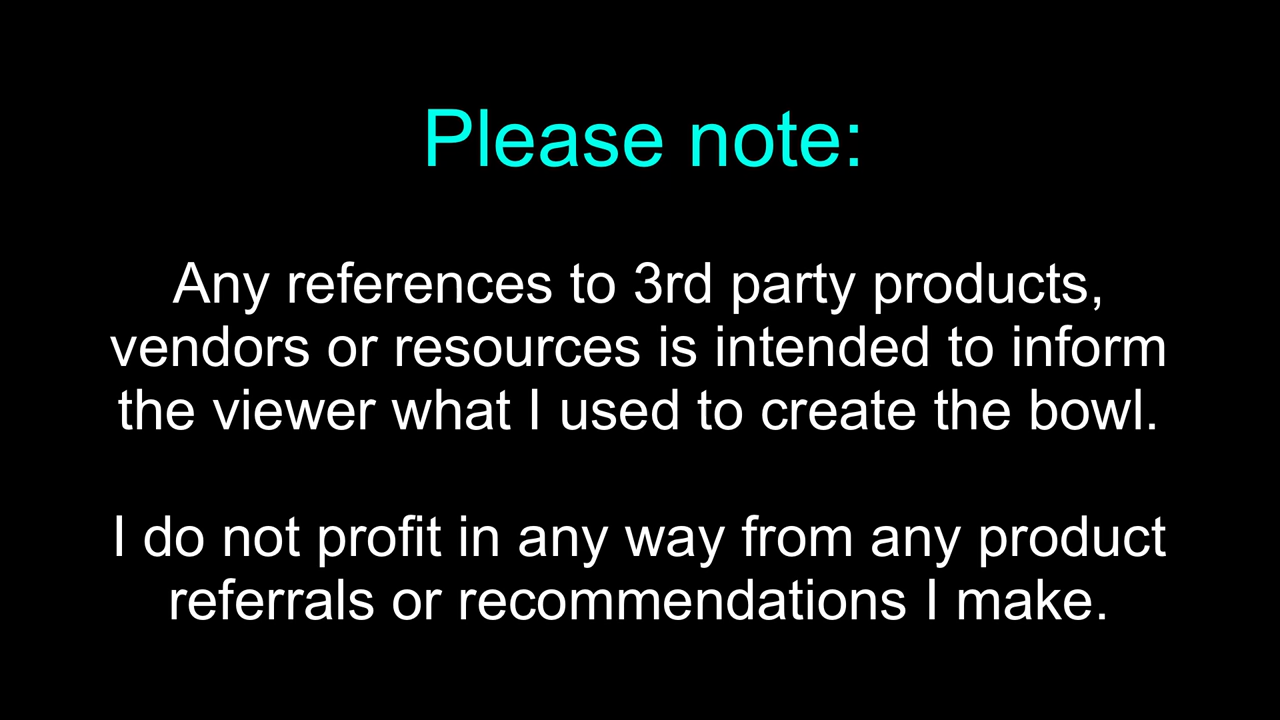 Please note:
Any references to 3rd party products,
vendors or resources is intended to inform
the viewer what I used to create the bowl.
I do not profit in any way from any product
referrals or recommendations I make.